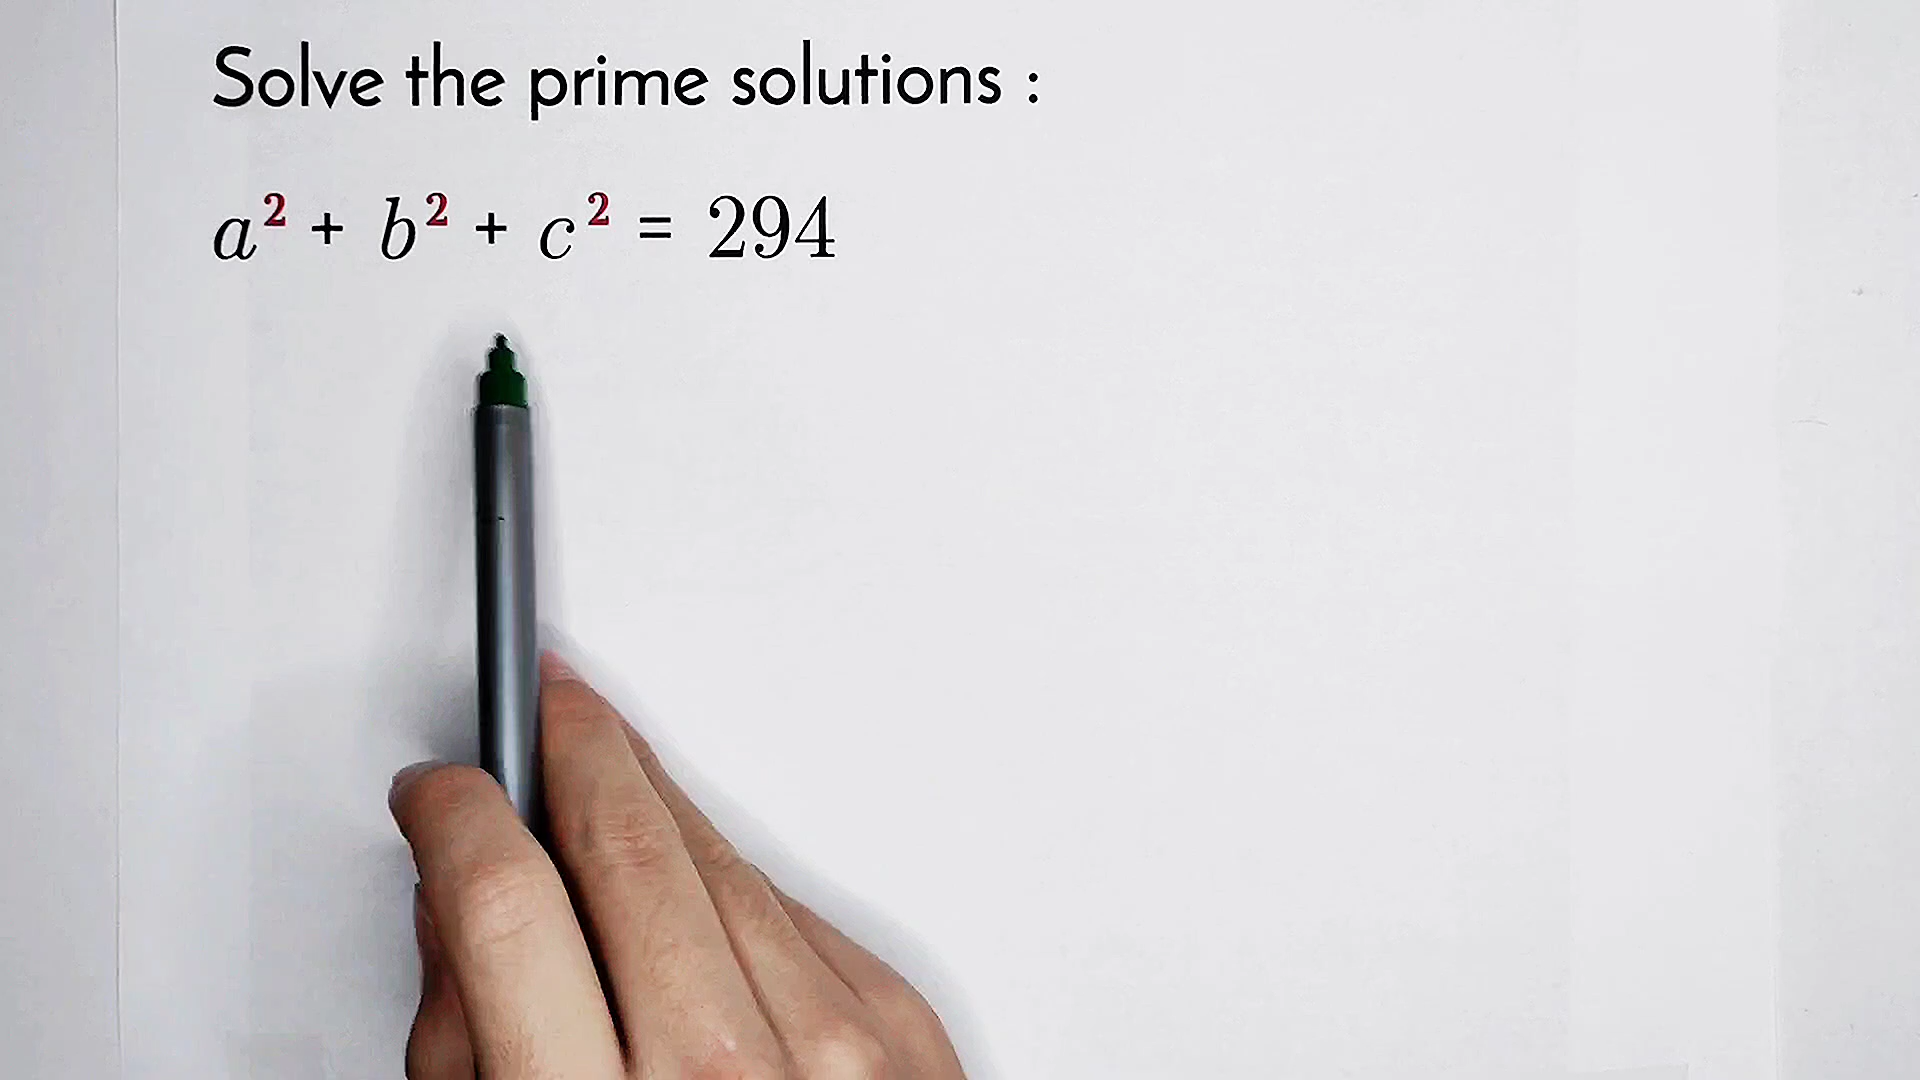 Solve the prime solutions :
a² + b² + c² = 294